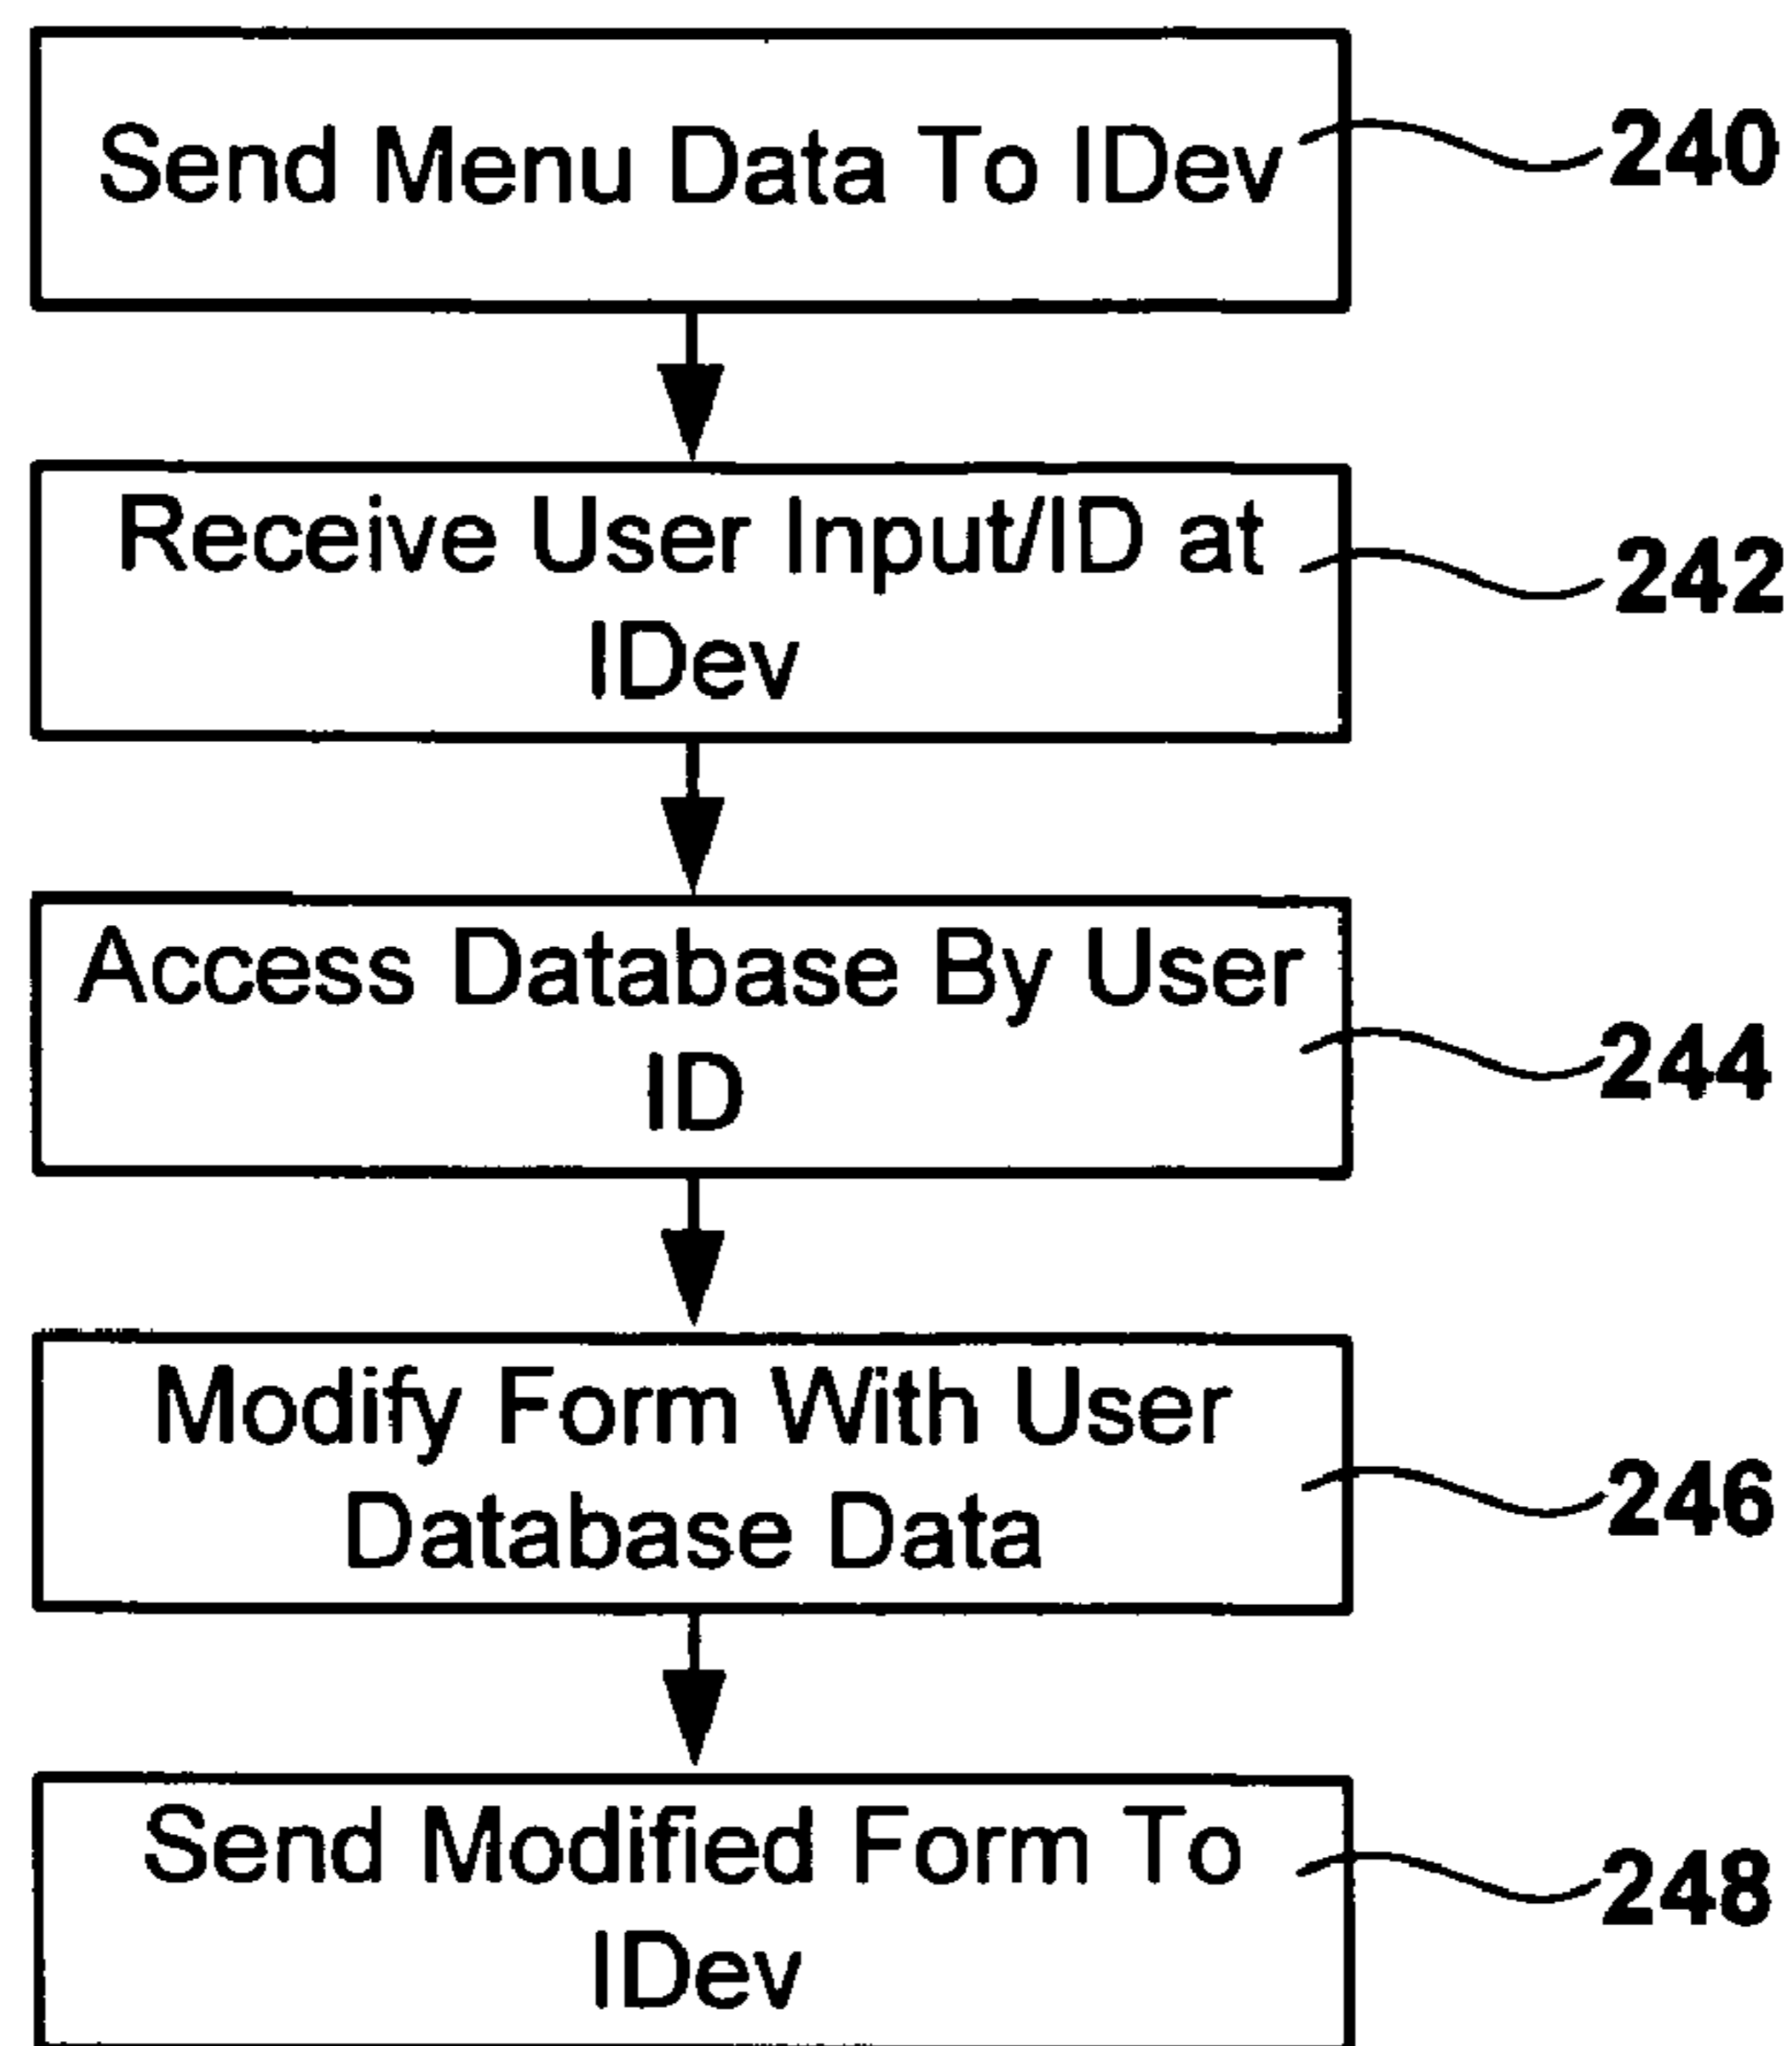 Send Menu Data To IDev
240
Receive User Input/ID at
IDev
242
Access Database By User
ID
244
Modify Form With User
Database Data
246
Send Modified Form To
IDev
248